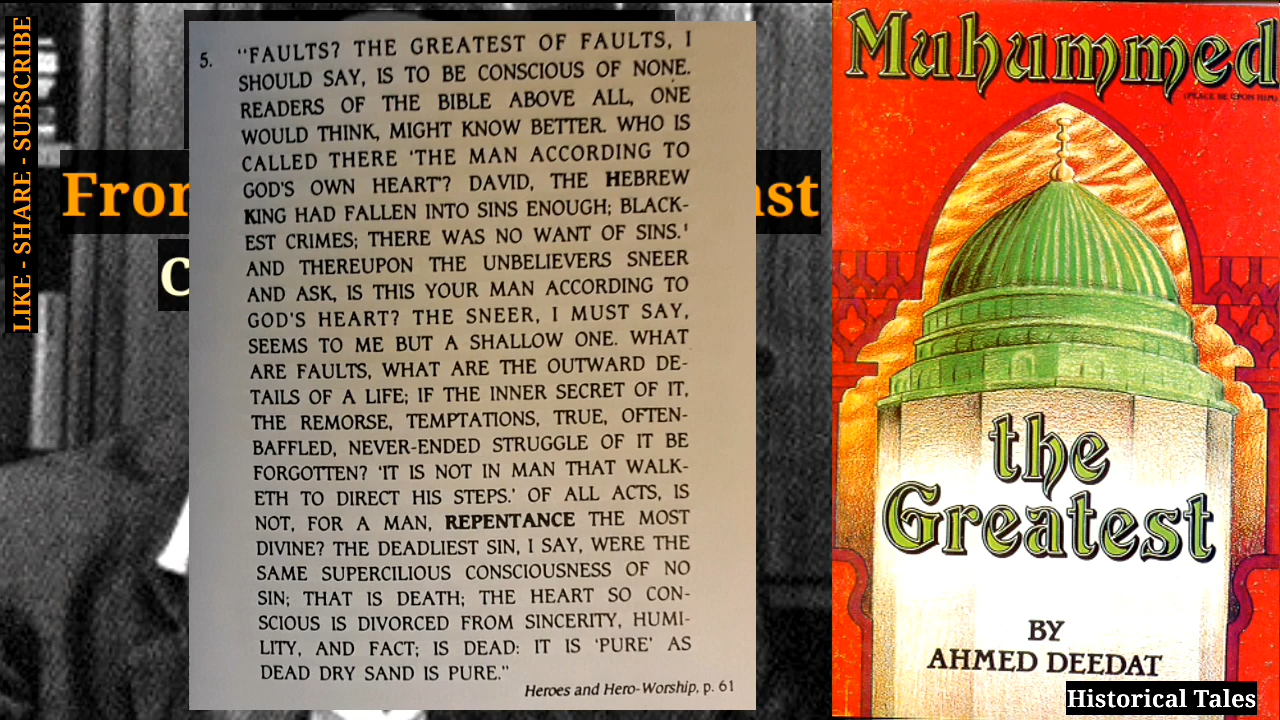 LIKE - SHARE - SUBSCRIBE
5. "FAULTS? THE GREATEST OF FAULTS, I
SHOULD SAY, IS TO BE CONSCIOUS OF NONE.
READERS OF THE BIBLE ABOVE ALL, ONE
WOULD THINK, MIGHT KNOW BETTER. WHO IS
CALLED THERE 'THE MAN ACCORDING TO
GOD'S OWN HEART'? DAVID, THE HEBREW
KING HAD FALLEN INTO SINS ENOUGH; BLACK-
EST CRIMES; THERE WAS NO WANT OF SINS.'
AND THEREUPON THE UNBELIEVERS SNEER
AND ASK, IS THIS YOUR MAN ACCORDING TO
GOD'S HEART? THE SNEER, I MUST SAY,
SEEMS TO ME BUT A SHALLOW ONE. WHAT
ARE FAULTS, WHAT ARE THE OUTWARD DE-
TAILS OF A LIFE; IF THE INNER SECRET OF IT,
THE REMORSE, TEMPTATIONS, TRUE, OFTEN-
BAFFLED, NEVER-ENDED STRUGGLE OF IT BE
FORGOTTEN? 'IT IS NOT IN MAN THAT WALK-
ETH TO DIRECT HIS STEPS.' OF ALL ACTS, IS
NOT, FOR A MAN, REPENTANCE THE MOST
DIVINE? THE DEADLIEST SIN, I SAY, WERE THE
SAME SUPERCILIOUS CONSCIOUSNESS OF NO
SIN; THAT IS DEATH; THE HEART SO CON-
SCIOUS IS DIVORCED FROM SINCERITY, HUMI-
LITY, AND FACT; IS DEAD: IT IS 'PURE' AS
DEAD DRY SAND IS PURE."
Heroes and Hero-Worship, p. 61
Muhummed
(PEACE BE UPON HIM)
the
Greatest
BY
AHMED DEEDAT
Historical Tales